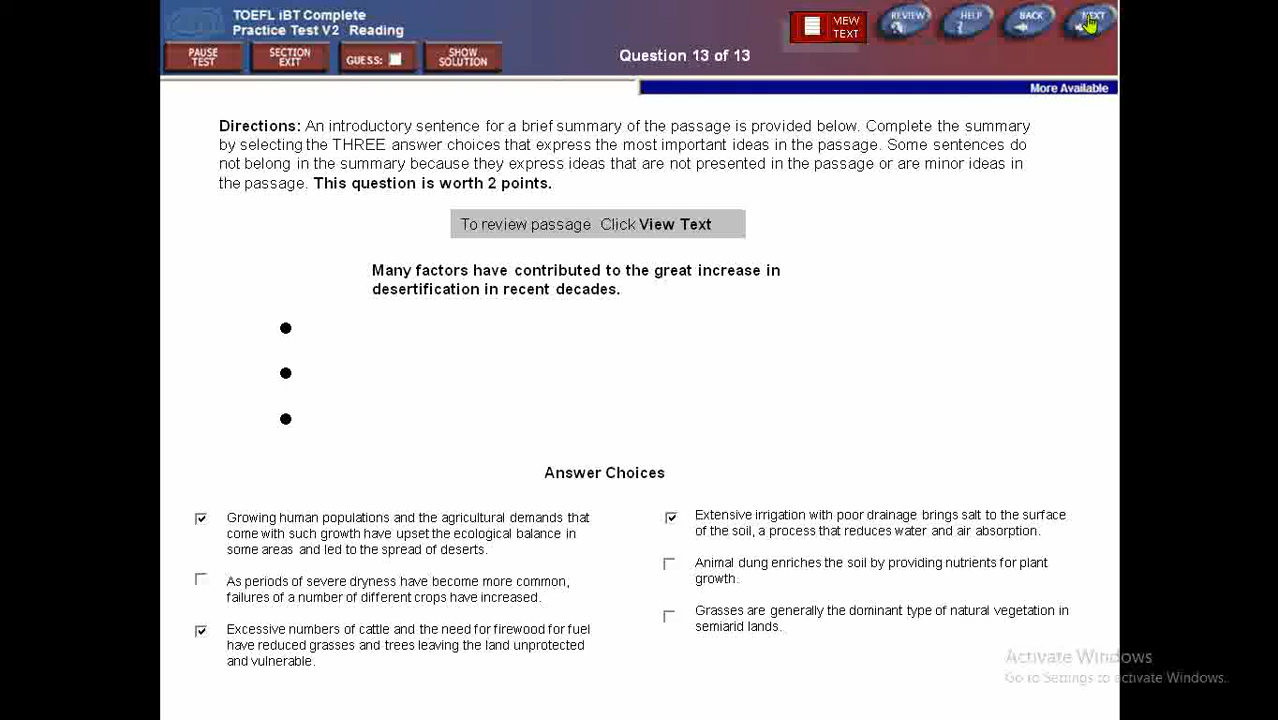 TOEFL iBT Complete
Practice Test V2 Reading
PAUSE
TEST
SECTION
EXIT
GUESS:
SHOW
SOLUTION
Question 13 of 13
VIEW
TEXT
REVIEW
HELP
BACK
NEXT
More Available
Directions: An introductory sentence for a brief summary of the passage is provided below. Complete the summary
by selecting the THREE answer choices that express the most important ideas in the passage. Some sentences do
not belong in the summary because they express ideas that are not presented in the passage or are minor ideas in
the passage. This question is worth 2 points.
To review passage Click View Text
Many factors have contributed to the great increase in
desertification in recent decades.
Answer Choices
Growing human populations and the agricultural demands that
come with such growth have upset the ecological balance in
some areas and led to the spread of deserts.
As periods of severe dryness have become more common,
failures of a number of different crops have increased.
Excessive numbers of cattle and the need for firewood for fuel
have reduced grasses and trees leaving the land unprotected
and vulnerable.
Extensive irrigation with poor drainage brings salt to the surface
of the soil, a process that reduces water and air absorption.
Animal dung enriches the soil by providing nutrients for plant
growth.
Grasses are generally the dominant type of natural vegetation in
semiarid lands.
Activate Windows
Go to Settings to activate Windows.